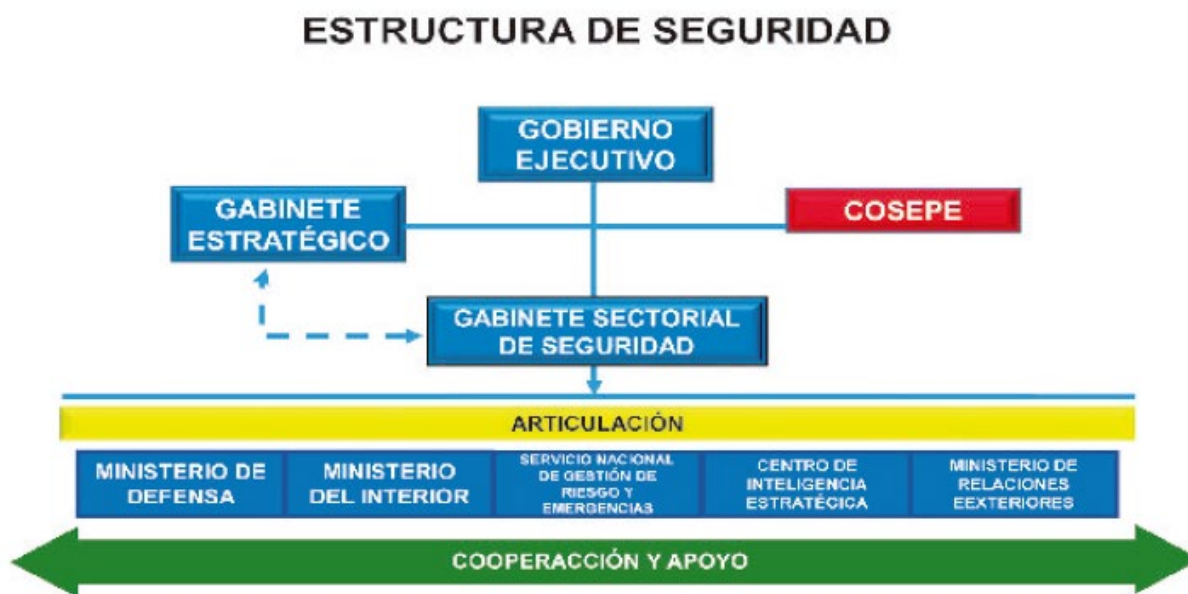 ESTRUCTURA DE SEGURIDAD
GOBIERNO
EJECUTIVO
GABINETE
ESTRATÉGICO
COSEPE
GABINETE SECTORIAL
DE SEGURIDAD
ARTICULACIÓN
MINISTERIO DE
DEFENSA
MINISTERIO
DEL INTERIOR
SERVICIO NACIONAL
DE GESTIÓN DE
RIESGO Y
EMERGENCIAS
CENTRO DE
INTELIGENCIA
ESTRATÉCICA
MINISTERIO DE
RELACIONES
EEXTERIORES
COOPERACCIÓN Y APOYO